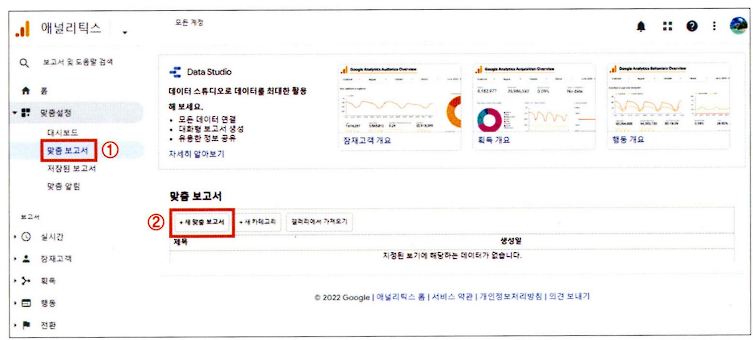 애널리틱스
모든 계정
보고서 및 도움말 검색
홈
맞춤설정
대시보드
맞춤 보고서 ①
저장된 보고서
맞춤 알림
보고서
실시간
잠재고객
획득
행동
전환
Data Studio
데이터 스튜디오로 데이터를 최대한 활용
해 보세요.
• 모든 데이터 연결
• 대화형 보고서 생성
• 유용한 정보 공유
자세히 알아보기
Google Analytics Audience Overview
잠재고객 개요
Google Analytics Acquisition Overview
획득 개요
Google Analytics Behaviors Overview
행동 개요
맞춤 보고서
② + 새 맞춤 보고서 + 새 카테고리 갤러리에서 가져오기
제목 생성일
지정된 보기에 해당하는 데이터가 없습니다.
© 2022 Google | 애널리틱스 홈 | 서비스 약관 | 개인정보처리방침 | 의견 보내기